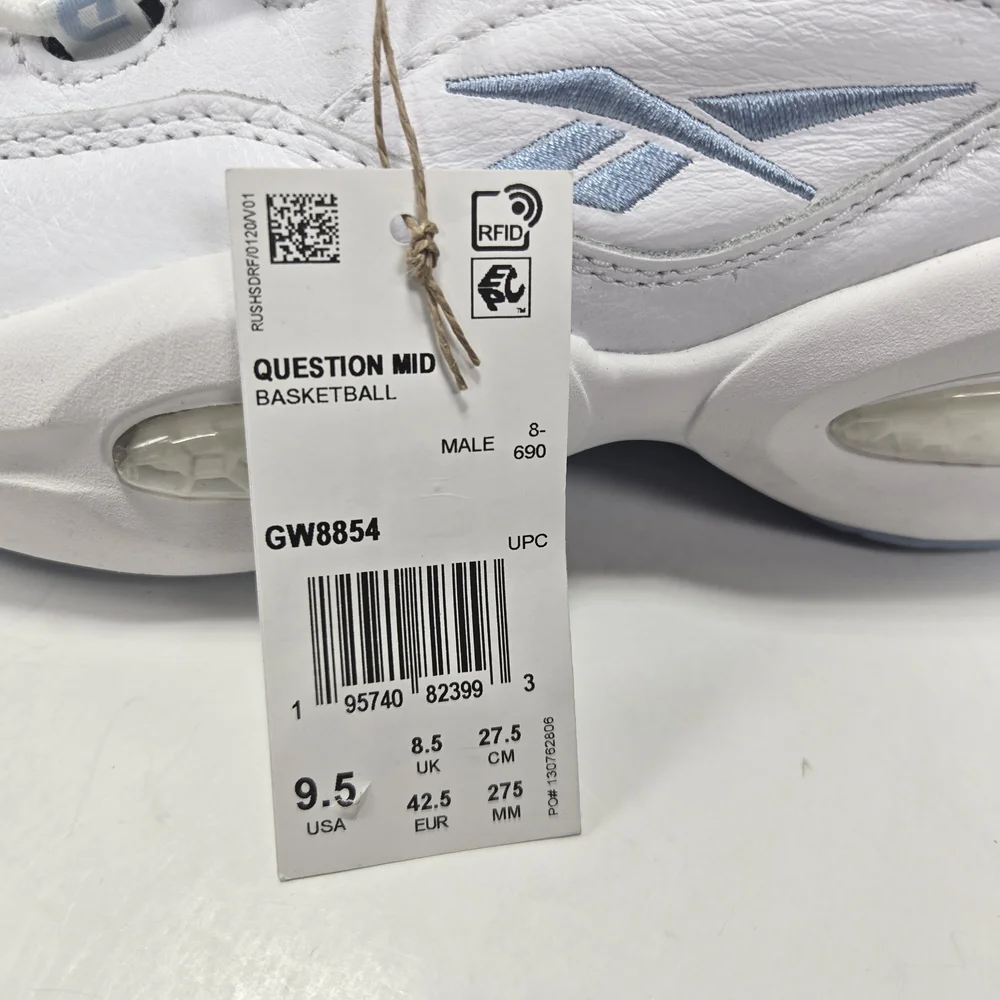 RUSHSDRF/0120/V01
RFID
EPC
TM
QUESTION MID
BASKETBALL
MALE
8-
690
GW8854
UPC
1 95740 82399 3
8.5
UK
27.5
CM
9.5
USA
42.5
EUR
275
MM
PO# 130762806